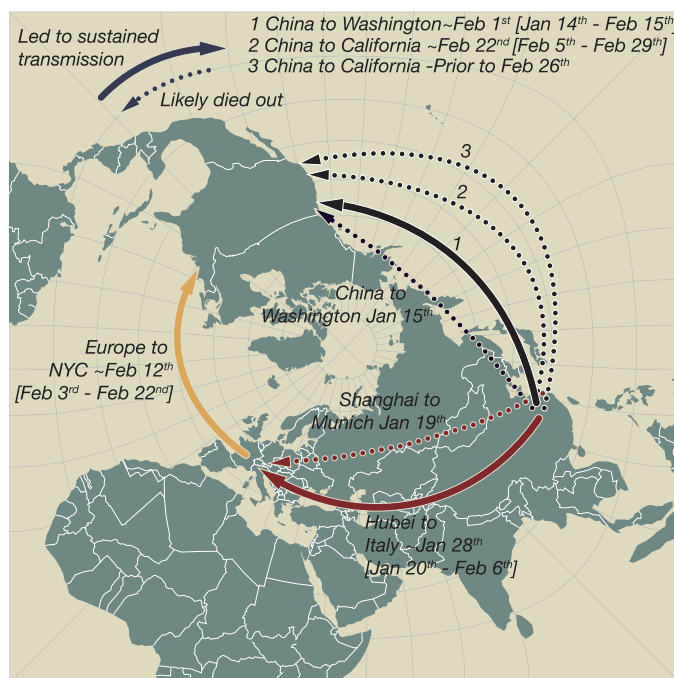 Led to sustained
transmission
Likely died out
1 China to Washington~Feb 1st [Jan 14th - Feb 15th]
2 China to California ~Feb 22nd [Feb 5th - Feb 29th]
3 China to California -Prior to Feb 26th
3
2
1
China to
Washington Jan 15th
Europe to
NYC ~Feb 12th
[Feb 3rd - Feb 22nd]
Shanghai to
Munich Jan 19th
Hubei to
Italy ~Jan 28th
[Jan 20th - Feb 6th]